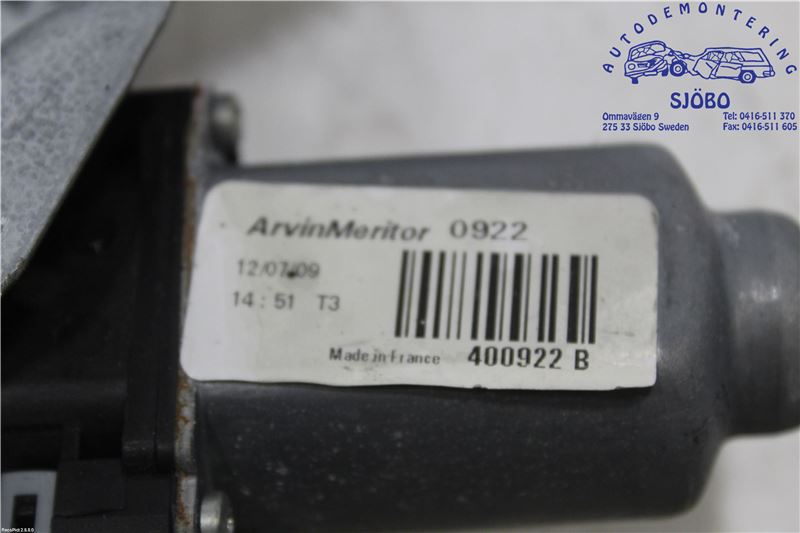 AUTODEMONTERING
SJÖBO
Ommavägen 9 Tel: 0416-511 370
275 33 Sjöbo Sweden Fax: 0416-511 605
ArvinMeritor 0922
12/07/09
14:51 T3
Made in France 400922 B